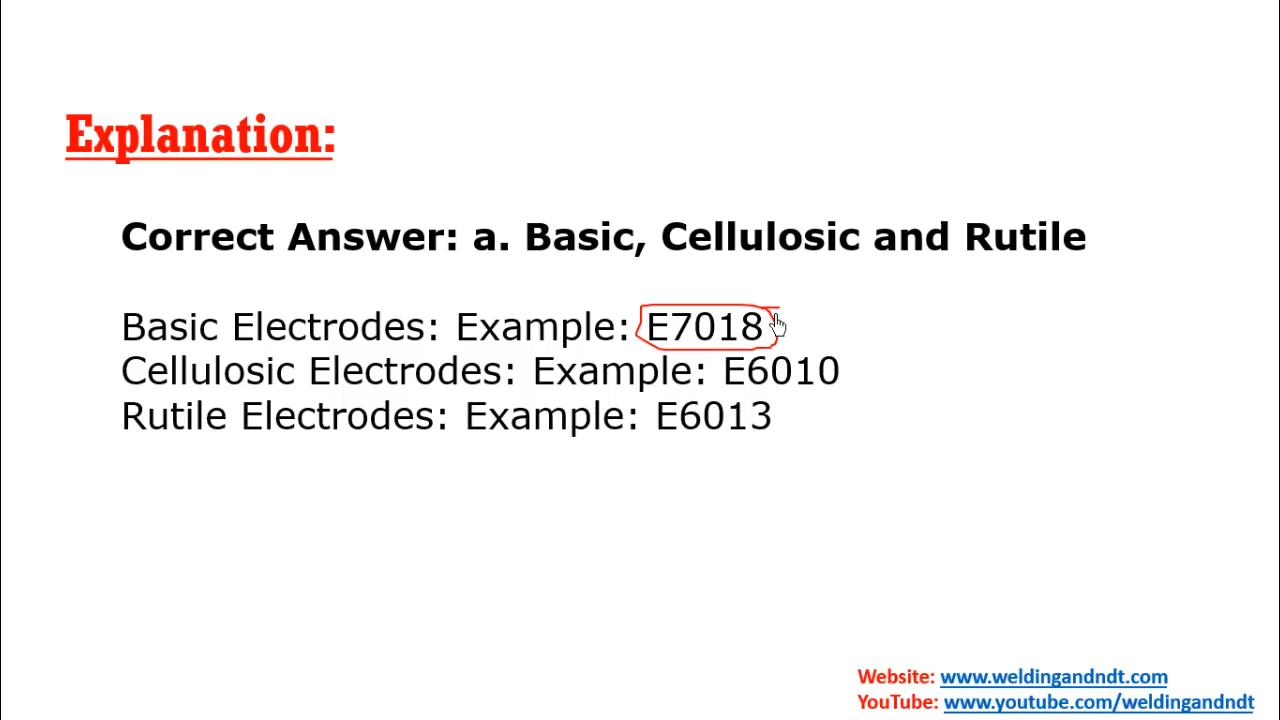 Explanation:
Correct Answer: a. Basic, Cellulosic and Rutile
Basic Electrodes: Example: E7018
Cellulosic Electrodes: Example: E6010
Rutile Electrodes: Example: E6013
Website: www.weldingandndt.com
YouTube: www.youtube.com/weldingandndt